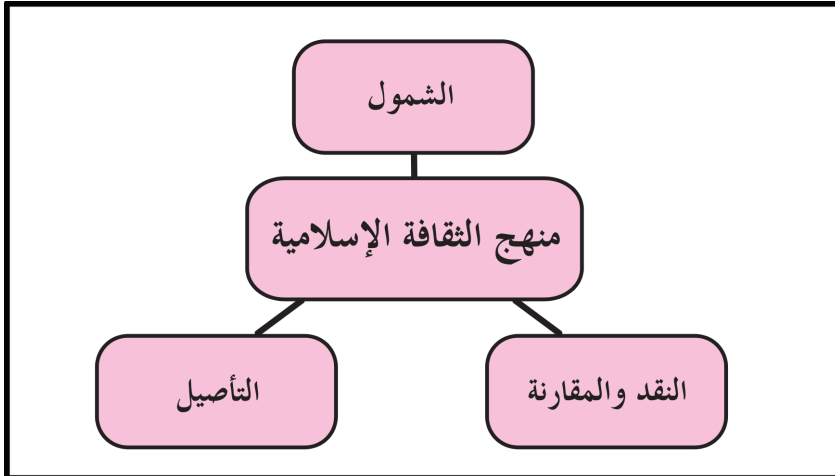 الشمول
منهج الثقافة الإسلامية
النقد والمقارنة
التأصيل